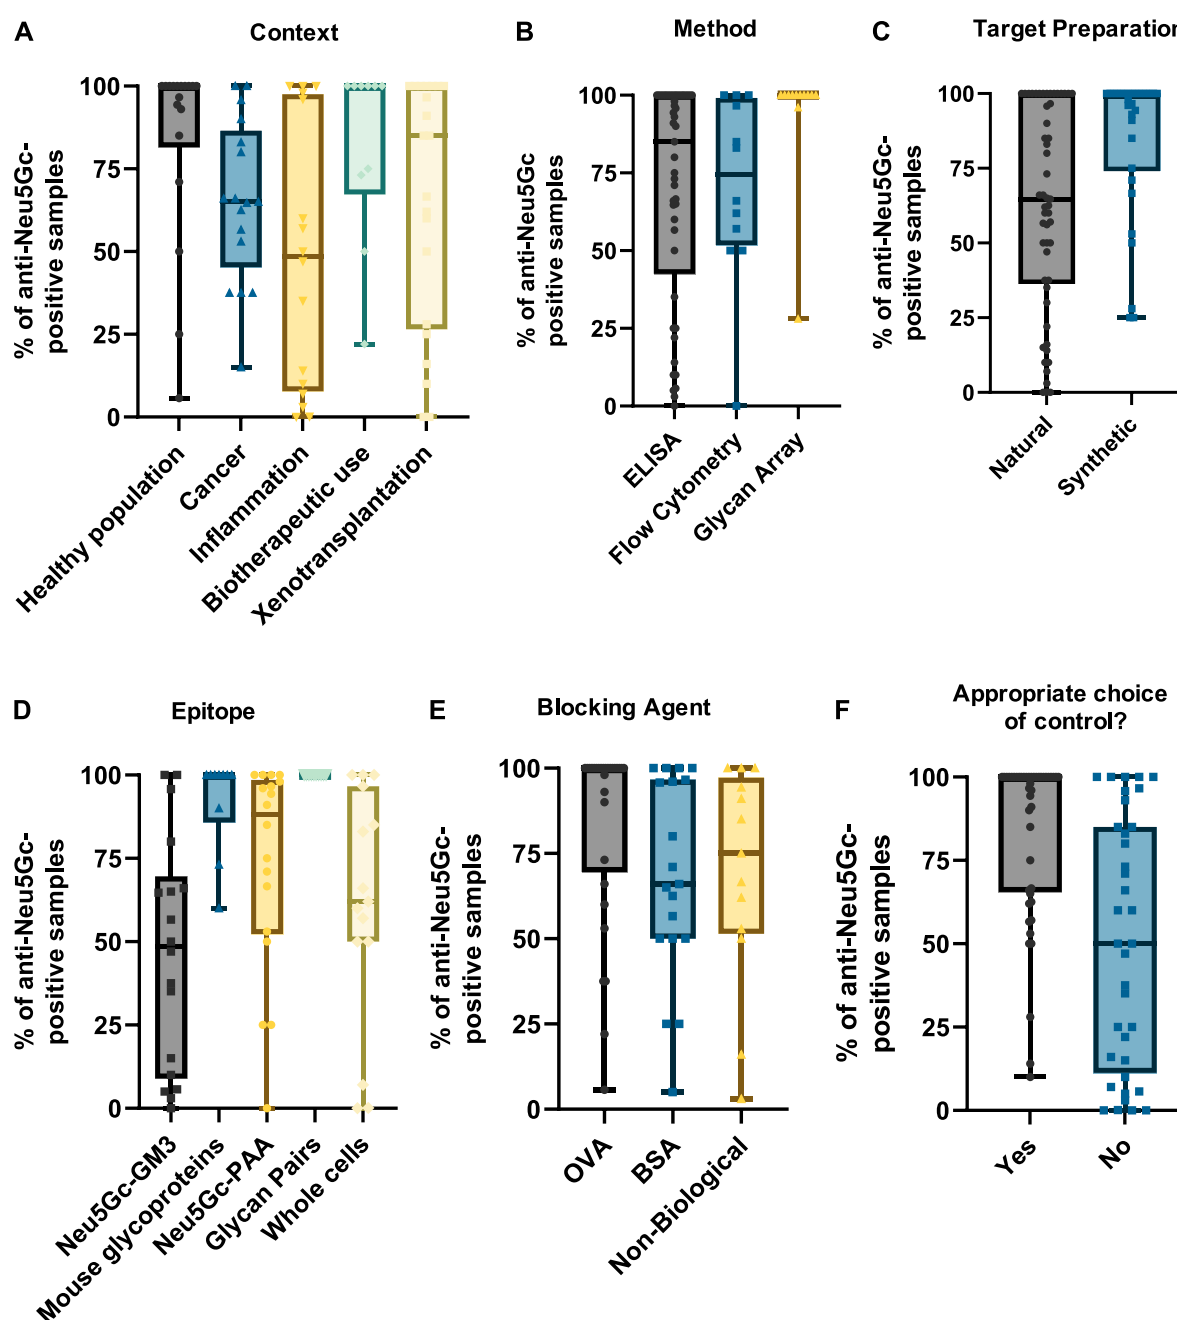 A
Context
% of anti-Neu5Gc-
positive samples
100
75
50
25
0
Healthy population
Cancer
Inflammation
Biotherapeutic use
Xenotransplantation
B
Method
% of anti-Neu5Gc
positive samples
100
75
50
25
0
ELISA
Flow Cytometry
Glycan Array
C
Target Preparation
% of anti-Neu5Gc-
positive samples
100
75
50
25
0
Natural
Synthetic
D
Epitope
% of anti-Neu5Gc-
positive samples
100
75
50
25
0
Neu5Gc-GM3
Mouse glycoproteins
Neu5Gc-PAA
Glycan Pairs
Whole cells
E
Blocking Agent
% of anti-Neu5Gc-
positive samples
100
75
50
25
0
OVA
BSA
Non-Biological
F
Appropriate choice
of control?
% of anti-Neu5Gc-
positive samples
100
75
50
25
0
Yes
No